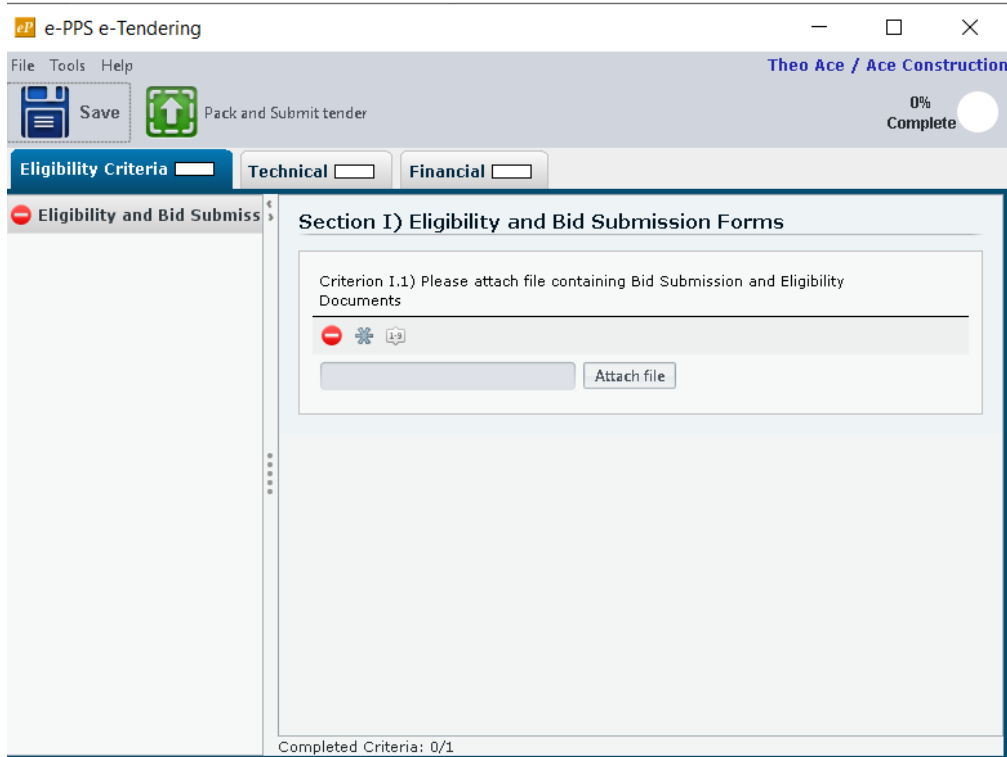 eP e-PPS e-Tendering
File Tools Help
Theo Ace / Ace Construction
Save
Pack and Submit tender
0%
Complete
Eligibility Criteria
Technical
Financial
Eligibility and Bid Submiss
Section I) Eligibility and Bid Submission Forms
Criterion I.1) Please attach file containing Bid Submission and Eligibility
Documents
1-9
Attach file
Completed Criteria: 0/1